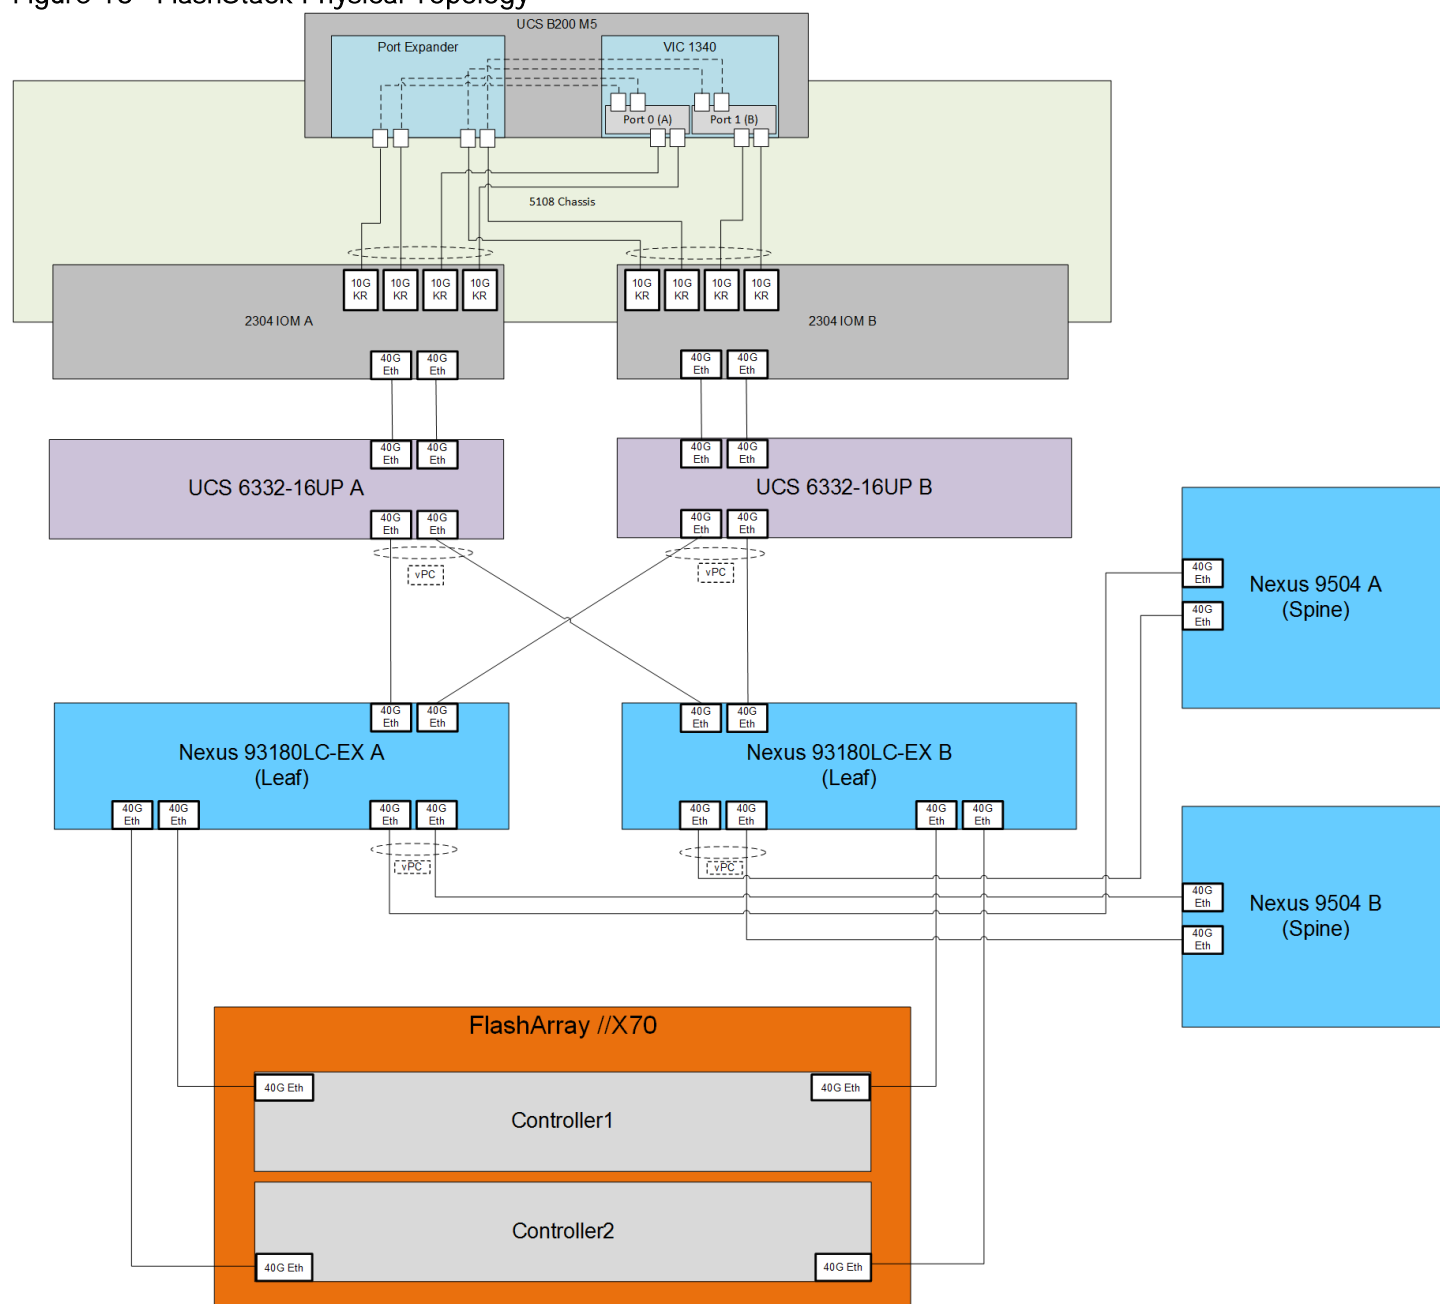 UCS B200 M5
Port Expander
VIC 1340
Port 0 (A)
Port 1 (B)
5108 Chassis
10G
KR
10G
KR
10G
KR
10G
KR
10G
KR
10G
KR
10G
KR
10G
KR
2304 IOM A
2304 IOM B
40G
Eth
40G
Eth
40G
Eth
40G
Eth
40G
Eth
40G
Eth
40G
Eth
40G
Eth
UCS 6332-16UP A
UCS 6332-16UP B
40G
Eth
40G
Eth
40G
Eth
40G
Eth
vPC
vPC
40G
Eth
40G
Eth
Nexus 9504 A
(Spine)
40G
Eth
40G
Eth
40G
Eth
40G
Eth
Nexus 93180LC-EX A
(Leaf)
Nexus 93180LC-EX B
(Leaf)
40G
Eth
40G
Eth
40G
Eth
40G
Eth
40G
Eth
40G
Eth
40G
Eth
40G
Eth
vPC
vPC
40G
Eth
40G
Eth
Nexus 9504 B
(Spine)
FlashArray //X70
40G Eth
40G Eth
Controller1
Controller2
40G Eth
40G Eth